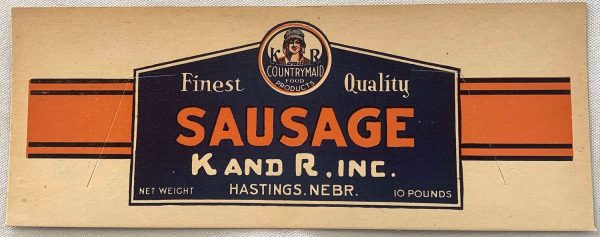 K R
COUNTRYMAID
FOOD
PRODUCTS
Finest Quality
SAUSAGE
K AND R, INC.
HASTINGS, NEBR.
NET WEIGHT 10 POUNDS